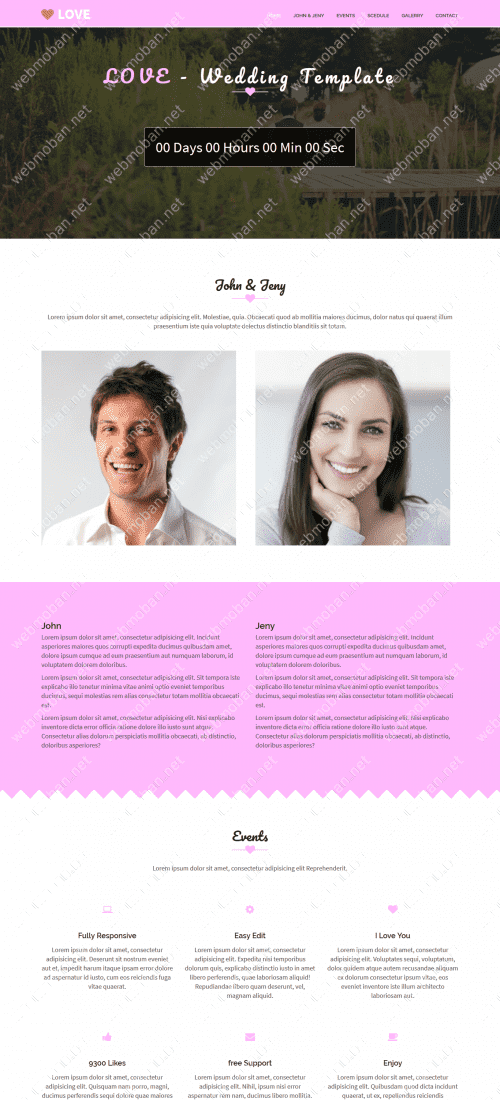 LOVE
JOHN & JENY EVENTS SCEDULE GALERRY CONTACT
LOVE - Wedding Template
00 Days 00 Hours 00 Min 00 Sec
John & Jeny
Lorem ipsum dolor sit amet, consectetur adipisicing elit. Molestiae, quia. Obcaecati quod ab mollitia maiores ducimus, dolor natus qui quaerat illum
praesentium iste quia voluptate delectus distinctio blanditiis sit totam.
John
Lorem ipsum dolor sit amet, consectetur adipisicing elit. Incidunt
asperiores maiores quos corporis expedita ducimus quibusdam amet,
dolore ipsum cumque ad eum praesentium aut numquam laborum, id
voluptatem dolorem doloribus.
Lorem ipsum dolor sit amet, consectetur adipisicing elit. Sit tempora iste
explicabo illo tenetur minima vitae animi optio eveniet temporibus
ducimus, sequi molestias rem alias consectetur totam mollitia obcaecati
est.
Lorem ipsum dolor sit amet, consectetur adipisicing elit. Nisi explicabo
inventore dicta error officiis ratione dolore illo iusto sunt atque.
Consectetur alias dolorum perspiciatis mollitia obcaecati, ab distinctio,
doloribus asperiores?
Jeny
Lorem ipsum dolor sit amet, consectetur adipisicing elit. Incidunt
asperiores maiores quos corporis expedita ducimus quibusdam amet,
dolore ipsum cumque ad eum praesentium aut numquam laborum, id
voluptatem dolorem doloribus.
Lorem ipsum dolor sit amet, consectetur adipisicing elit. Sit tempora iste
explicabo illo tenetur minima vitae animi optio eveniet temporibus
ducimus, sequi molestias rem alias consectetur totam mollitia obcaecati
est.
Lorem ipsum dolor sit amet, consectetur adipisicing elit. Nisi explicabo
inventore dicta error officiis ratione dolore illo iusto sunt atque.
Consectetur alias dolorum perspiciatis mollitia obcaecati, ab distinctio,
doloribus asperiores?
Events
Lorem ipsum dolor sit amet, consectetur adipisicing elit Reprehenderit.
Fully Responsive
Lorem ipsum dolor sit amet, consectetur
adipisicing elit. Deserunt sit nostrum eveniet
aut et, impedit harum itaque ipsam error dolore
ad aspernatur id iusto, cum eos reiciendis fuga
vitae quaerat.
Easy Edit
Lorem ipsum dolor sit amet, consectetur
adipisicing elit. Expedita nisi temporibus
dolorum quis, explicabo distinctio iusto in amet
libero perferendis, quae laboriosam aliquid!
Repudiandae libero quam deserunt, vel,
magnam aliquid.
I Love You
Lorem ipsum dolor sit amet, consectetur
adipisicing elit. Voluptates sequi, voluptatum,
dolor quidem atque autem recusandae aliquam
ex dolorum consectetur ipsum vitae, eos
eveniet inventore iste illum architecto
laboriosam aut.
9300 Likes
Lorem ipsum dolor sit amet, consectetur
adipisicing elit. Quisquam nam porro, magni,
ducimus perferendis sequi dolore quae maiores
free Support
Lorem ipsum dolor sit amet, consectetur
adipisicing elit. Nihil, ipsum nisi error
aspernatur nam eum, ducimus libero mollitia.
Enjoy
Lorem ipsum dolor sit amet, consectetur
adipisicing elit. Quibusdam quod dicta incidunt
quaerat, ut ex, repellendus reiciendis
webmoban.net